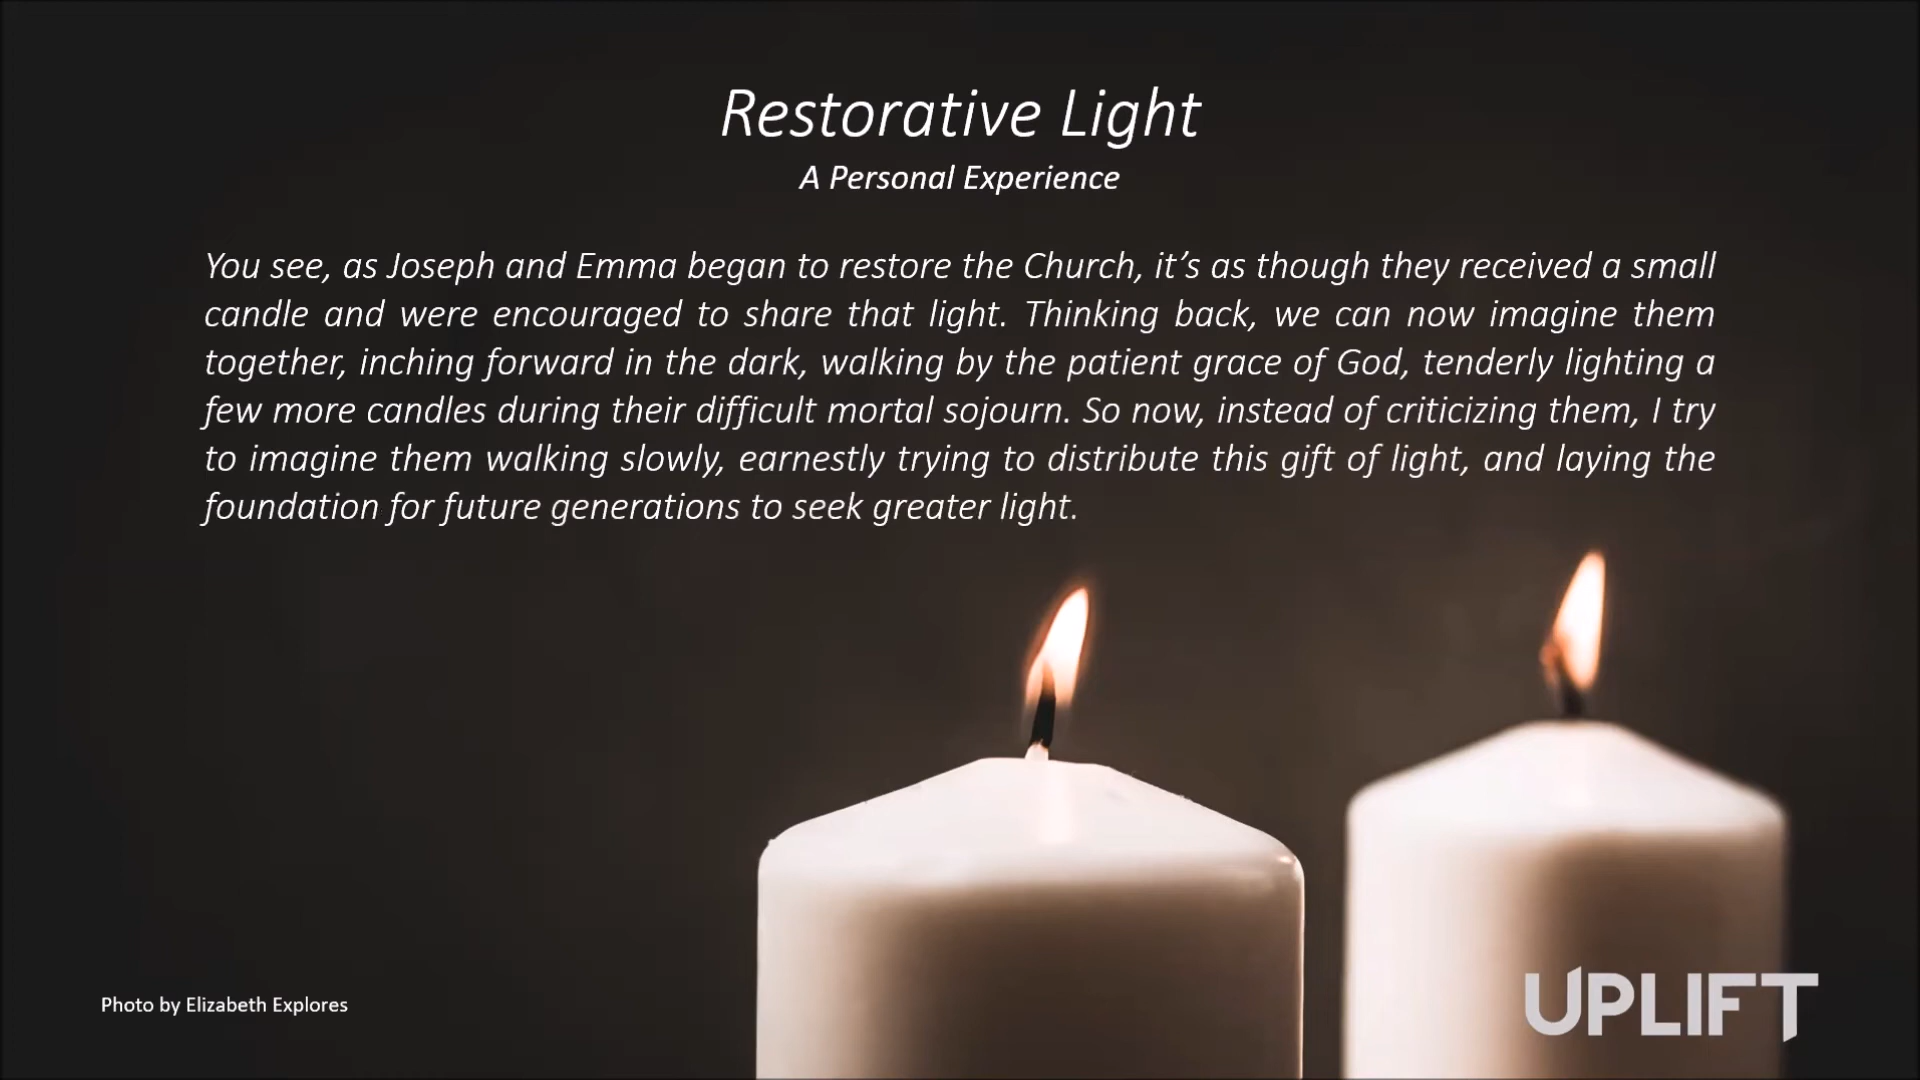 Restorative Light
A Personal Experience
You see, as Joseph and Emma began to restore the Church, it’s as though they received a small
candle and were encouraged to share that light. Thinking back, we can now imagine them
together, inching forward in the dark, walking by the patient grace of God, tenderly lighting a
few more candles during their difficult mortal sojourn. So now, instead of criticizing them, I try
to imagine them walking slowly, earnestly trying to distribute this gift of light, and laying the
foundation for future generations to seek greater light.
Photo by Elizabeth Explores
UPLIFT